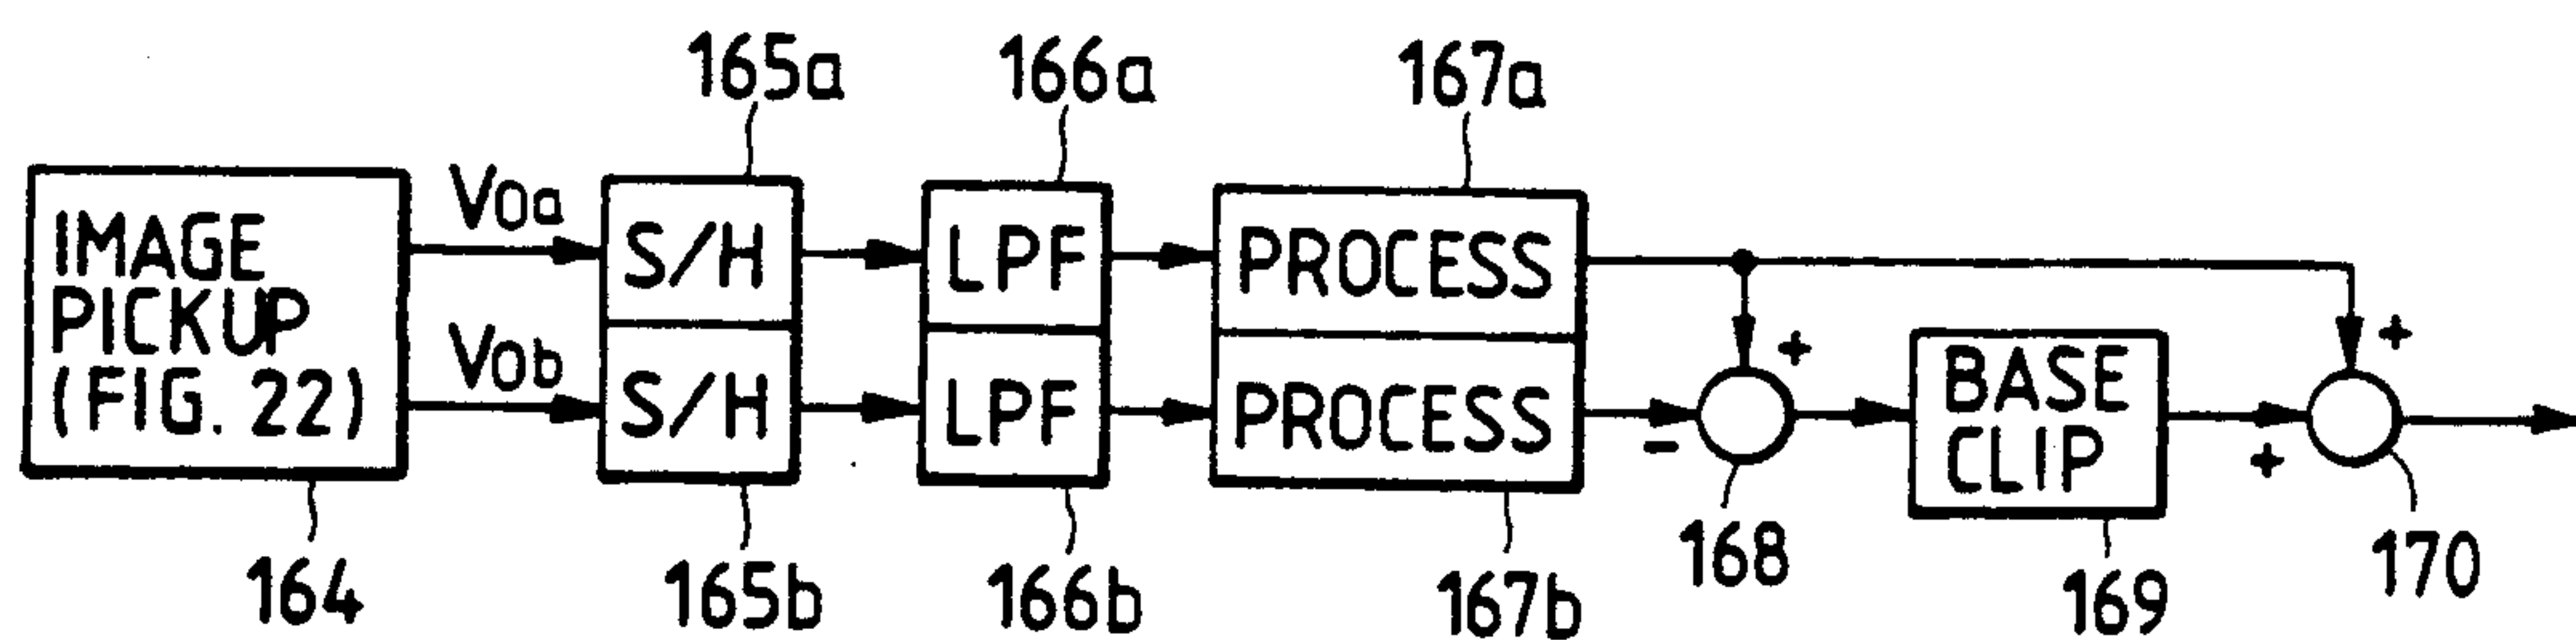 165a 166a 167a
IMAGE
PICKUP
(FIG. 22)
V0a
V0b
S/H
S/H
LPF
LPF
PROCESS
PROCESS
+
-
BASE
CLIP
+
+
164 165b 166b 167b 168 169 170